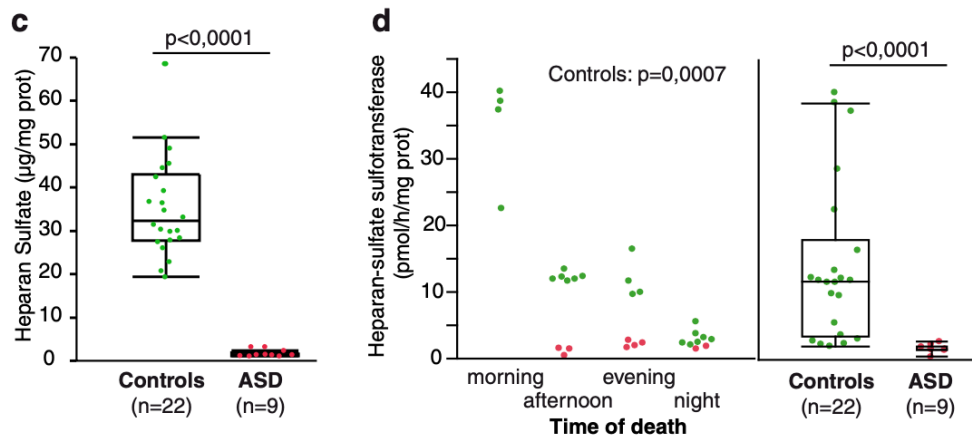 c
Heparan Sulfate (µg/mg prot)
70
60
50
40
30
20
10
0
p<0,0001
Controls
(n=22)
ASD
(n=9)
d
Heparan-sulfate sulfotransferase
(pmol/h/mg prot)
40
30
20
10
0
Controls: p=0,0007
morning
afternoon
evening
night
Time of death
p<0,0001
Controls
(n=22)
ASD
(n=9)